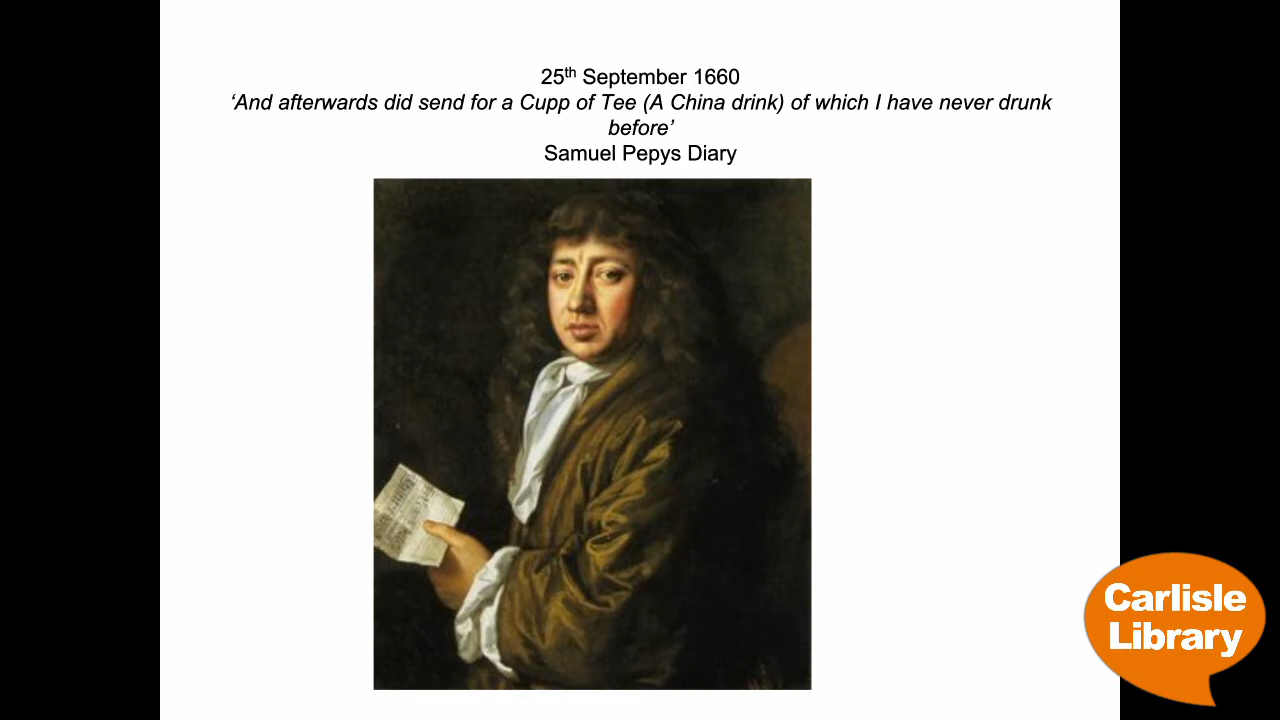 25th September 1660
‘And afterwards did send for a Cupp of Tee (A China drink) of which I have never drunk
before’
Samuel Pepys Diary
Carlisle
Library